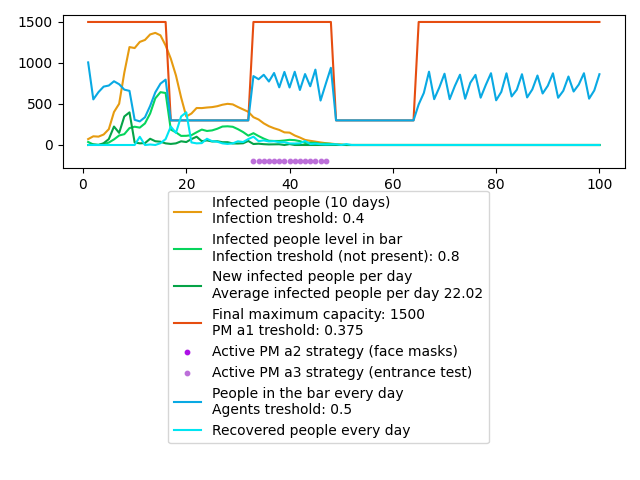 1500
1000
500
0
0
20
40
60
80
100
Infected people (10 days)
Infection treshold: 0.4
Infected people level in bar
Infection treshold (not present): 0.8
New infected people per day
Average infected people per day 22.02
Final maximum capacity: 1500
PM a1 treshold: 0.375
Active PM a2 strategy (face masks)
Active PM a3 strategy (entrance test)
People in the bar every day
Agents treshold: 0.5
Recovered people every day